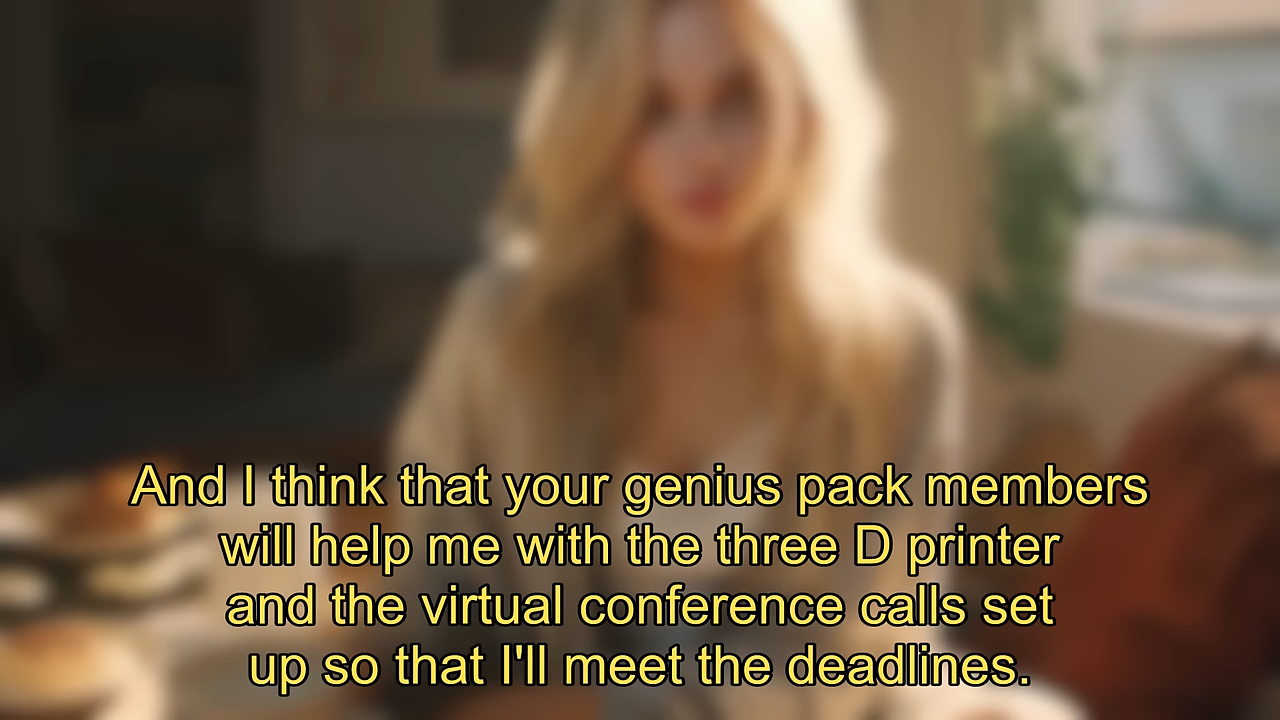 And I think that your genius pack members
will help me with the three D printer
and the virtual conference calls set
up so that I'll meet the deadlines.